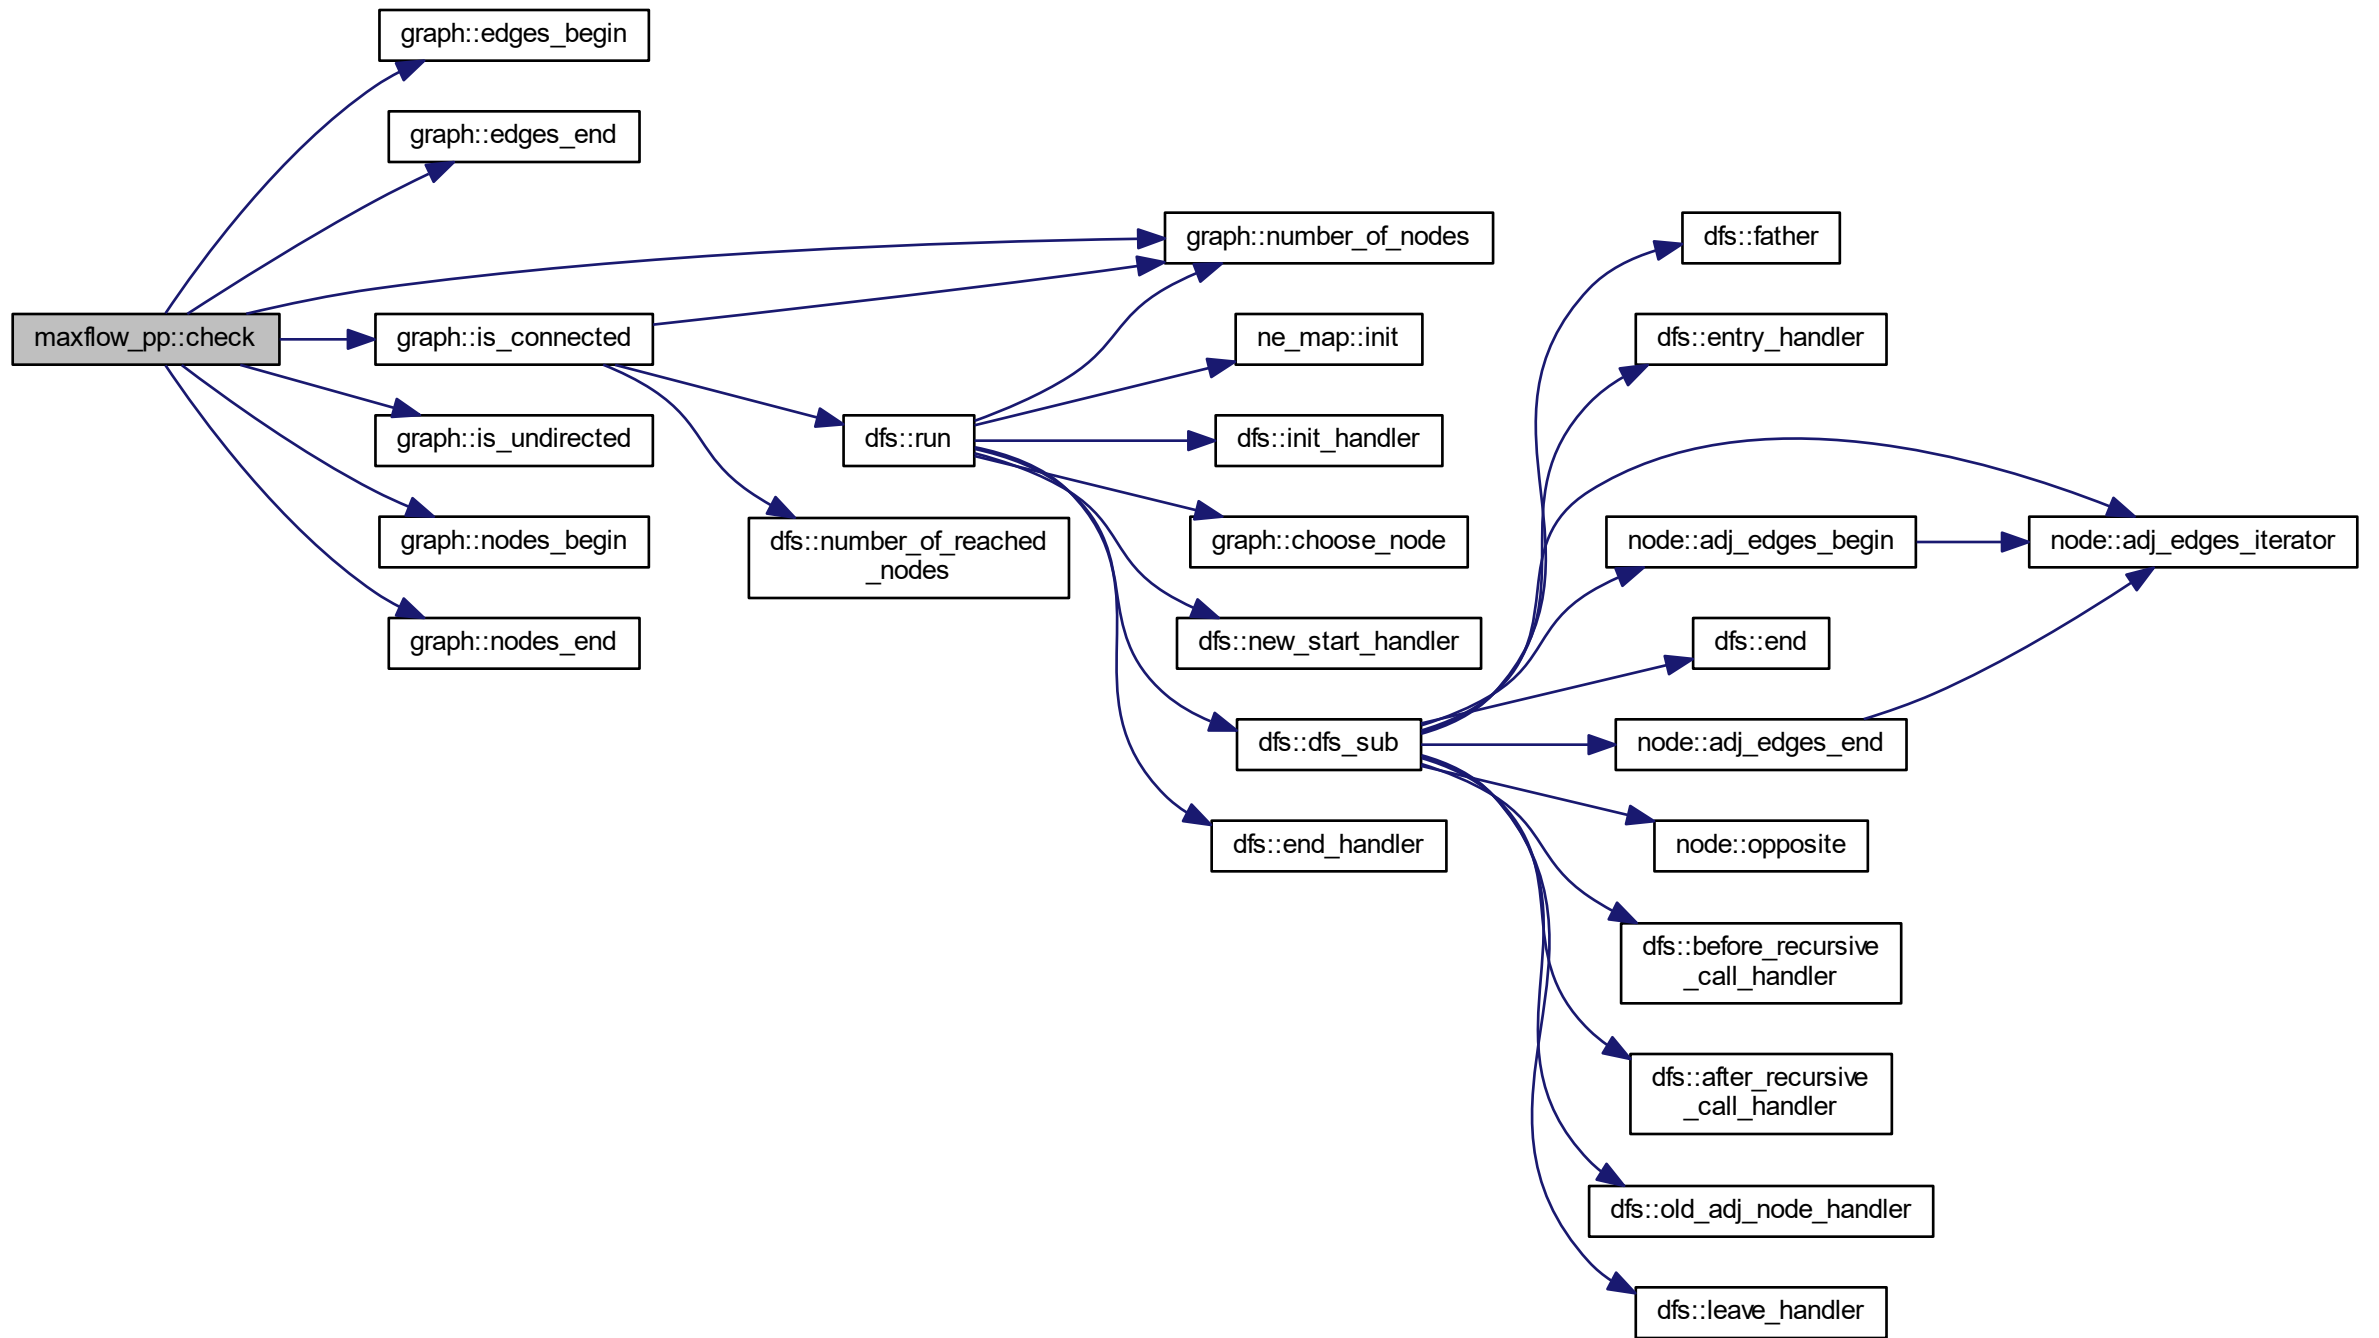 graph::edges_begin
graph::edges_end
graph::number_of_nodes
dfs::father
maxflow_pp::check
graph::is_connected
ne_map::init
dfs::entry_handler
graph::is_undirected
dfs::run
dfs::init_handler
graph::nodes_begin
dfs::number_of_reached
_nodes
graph::choose_node
node::adj_edges_begin
node::adj_edges_iterator
graph::nodes_end
dfs::new_start_handler
dfs::end
dfs::dfs_sub
node::adj_edges_end
dfs::end_handler
node::opposite
dfs::before_recursive
_call_handler
dfs::after_recursive
_call_handler
dfs::old_adj_node_handler
dfs::leave_handler